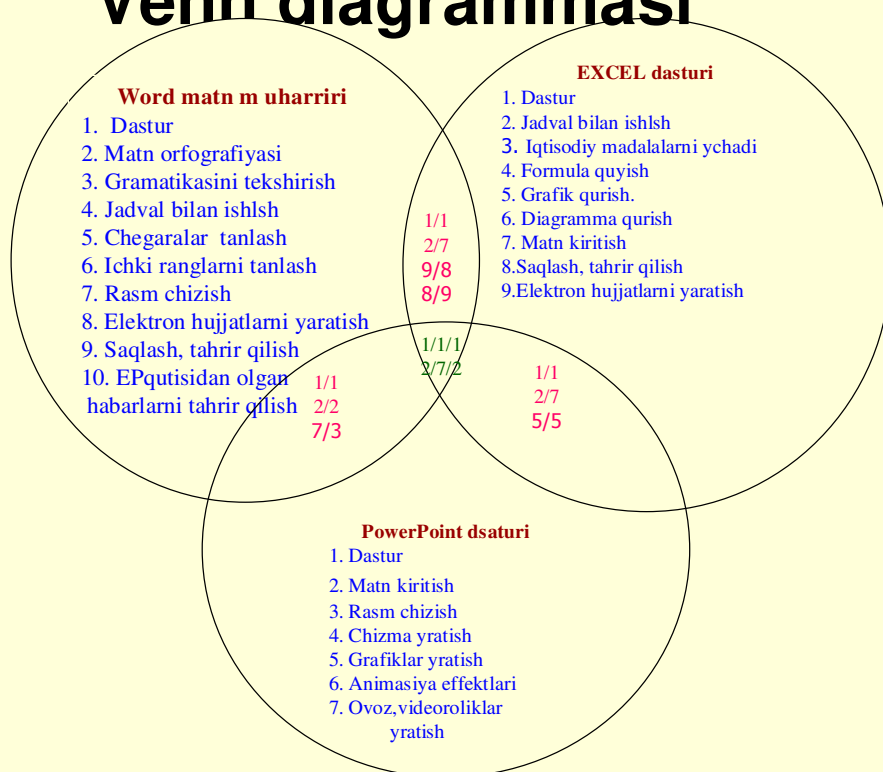 Venn diagrammasi
Word matn m uharriri
1. Dastur
2. Matn orfografiyasi
3. Gramatikasini tekshirish
4. Jadval bilan ishlsh
5. Chegaralar tanlash
6. Ichki ranglarni tanlash
7. Rasm chizish
8. Elektron hujjatlarni yaratish
9. Saqlash, tahrir qilish
10. EPqutisidan olgan
habarlarni tahrir qilish
EXCEL dasturi
1. Dastur
2. Jadval bilan ishlsh
3. Iqtisodiy madalalarni ychadi
4. Formula quyish
5. Grafik qurish.
6. Diagramma qurish
7. Matn kiritish
8.Saqlash, tahrir qilish
9.Elektron hujjatlarni yaratish
1/1
2/7
9/8
8/9
1/1/1
2/7/2
1/1
2/2
7/3
1/1
2/7
5/5
PowerPoint dsaturi
1. Dastur
2. Matn kiritish
3. Rasm chizish
4. Chizma yratish
5. Grafiklar yratish
6. Animasiya effektlari
7. Ovoz,videoroliklar
yratish